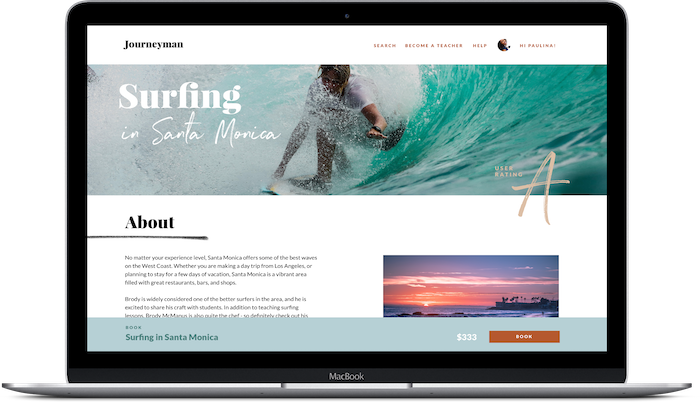 Journeyman
SEARCH BECOME A TEACHER HELP HI PAULINA!
Surfing
in Santa Monica
USER
RATING
A
About
No matter your experience level, Santa Monica offers some of the best waves
on the West Coast. Whether you are making a day trip from Los Angeles, or
planning to stay for a few days of vacation, Santa Monica is a vibrant area
filled with great restaurants, bars, and shops.
Brody is widely considered one of the better surfers in the area, and he is
excited to share his craft with students. In addition to teaching surfing
lessons, Brody McManus is also quite the chef - so definitely check out his
BOOK
Surfing in Santa Monica
$333
BOOK
MacBook